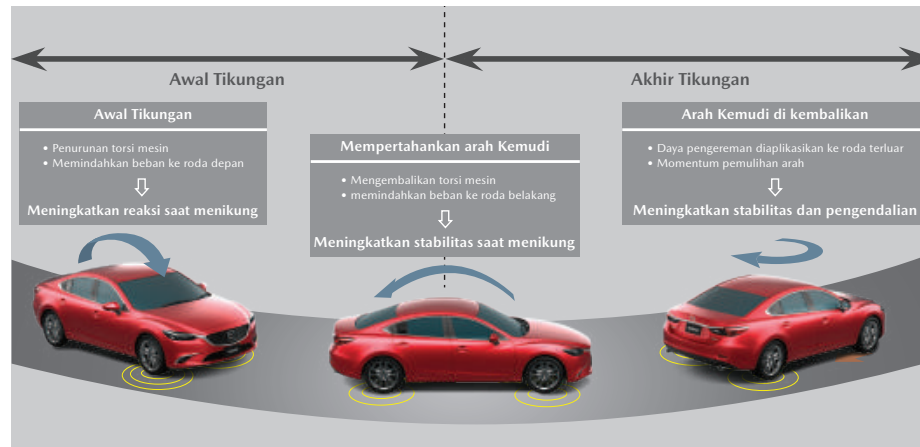 Awal Tikungan
Akhir Tikungan
Awal Tikungan
• Penurunan torsi mesin
• Memindahkan beban ke roda depan
Meningkatkan reaksi saat menikung
Mempertahankan arah Kemudi
• Mengembalikan torsi mesin
• memindahkan beban ke roda belakang
Meningkatkan stabilitas saat menikung
Arah Kemudi di kembalikan
• Daya pengereman diaplikasikan ke roda terluar
• Momentum pemulihan arah
Meningkatkan stabilitas dan pengendalian